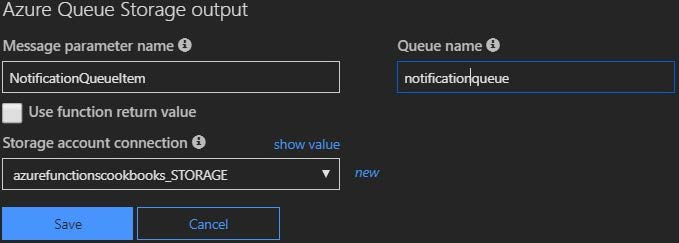 Azure Queue Storage output
Message parameter name
Queue name
NotificationQueueItem
notificationqueue
Use function return value
Storage account connection
show value
azurefunctionscookbooks_STORAGE
new
Save
Cancel